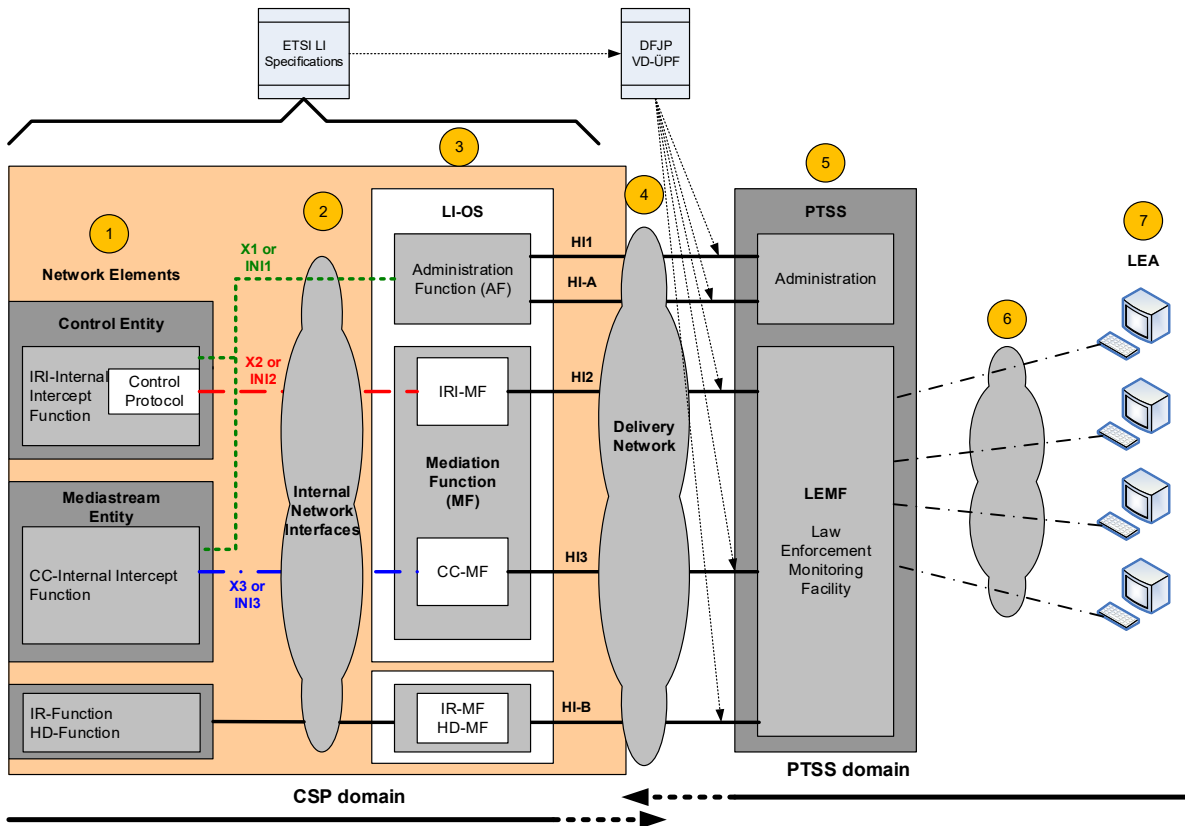 ETSI LI
Specifications
DFJP
VD-ÜPF
3
5
4
2
7
1
LI-OS
PTSS
X1 or
INI1
HI1
LEA
Network Elements
Administration
Function (AF)
HI-A
Administration
6
Control Entity
X2 or
INI2
IRI-Internal
Intercept
Function
Control
Protocol
IRI-MF
HI2
Delivery
Network
Mediation
Function
(MF)
Mediastream
Entity
Internal
Network
Interfaces
LEMF
Law
Enforcement
Monitoring
Facility
CC-Internal Intercept
Function
X3 or
INI3
CC-MF
HI3
IR-Function
HD-Function
IR-MF
HD-MF
HI-B
PTSS domain
CSP domain